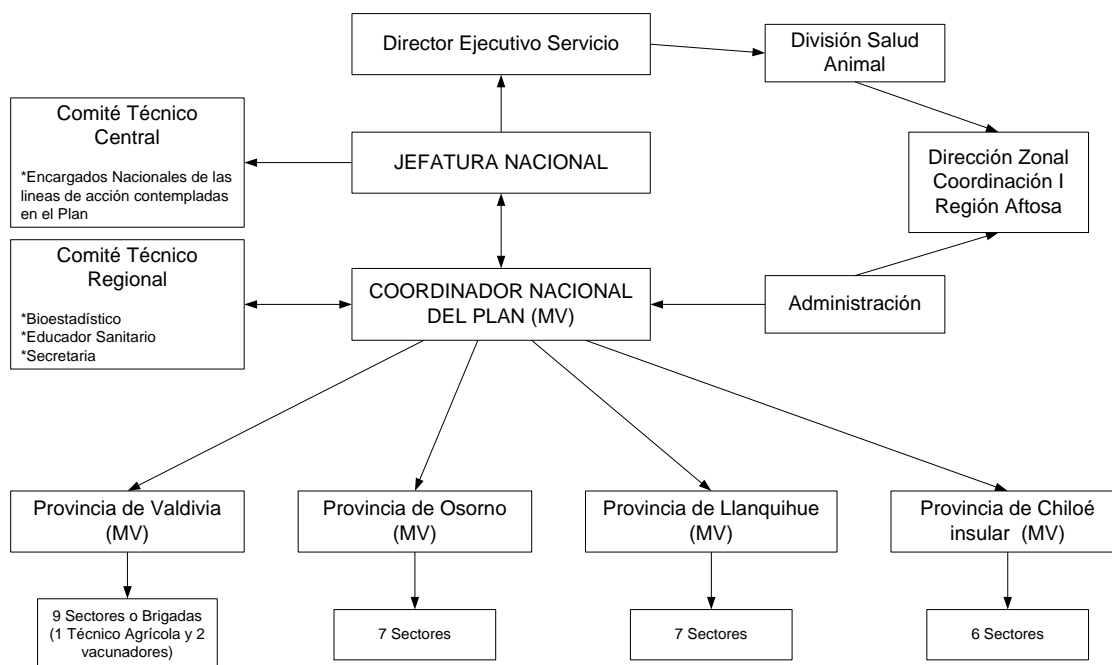 Director Ejecutivo Servicio
División Salud
Animal
Comité Técnico
Central
*Encargados Nacionales de las
lineas de acción contempladas
en el Plan
JEFATURA NACIONAL
Dirección Zonal
Coordinación I
Región Aftosa
Comité Técnico
Regional
*Bioestadístico
*Educador Sanitario
*Secretaria
COORDINADOR NACIONAL
DEL PLAN (MV)
Administración
Provincia de Valdivia
(MV)
Provincia de Osorno
(MV)
Provincia de Llanquihue
(MV)
Provincia de Chiloé
insular (MV)
9 Sectores o Brigadas
(1 Técnico Agrícola y 2
vacunadores)
7 Sectores
7 Sectores
6 Sectores